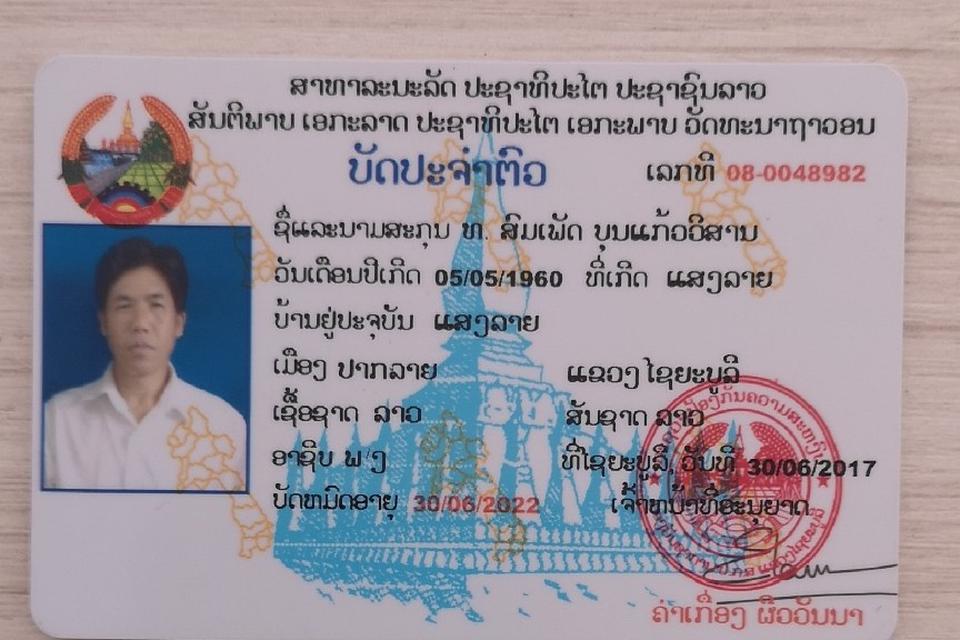 ສາທາລະນະລັດ ປະຊາທິປະໄຕ ປະຊາຊົນລາວ
ສັນຕິພາບ ເອກະລາດ ປະຊາທິປະໄຕ ເອກະພາບ ວັດທະນາຖາວອນ
ບັດປະຈຳຕົວ ເລກທີ 08-0048982
ຊື່ແລະນາມສະກຸນ ທ. ສົມເພັດ ບຸນແກ້ວວິສານ
ວັນເດືອນປີເກີດ 05/05/1960 ທີ່ເກີດ ແສງລາຍ
ບ້ານຢູ່ປະຈຸບັນ ແສງລາຍ
ເມືອງ ປາກລາຍ ແຂວງ ໄຊຍະບູລີ
ເຊື້ອຊາດ ລາວ ສັນຊາດ ລາວ
ອາຊີບ ພ/ງ ທີ່ໄຊຍະບູລີ, ວັນທີ 30/06/2017
ບັດຫມົດອາຍຸ 30/06/2022 ເຈົ້າຫນ້າທີ່ອະນຸຍາດ
ຄຳເກື່ອງ ຜິວວັນນາ